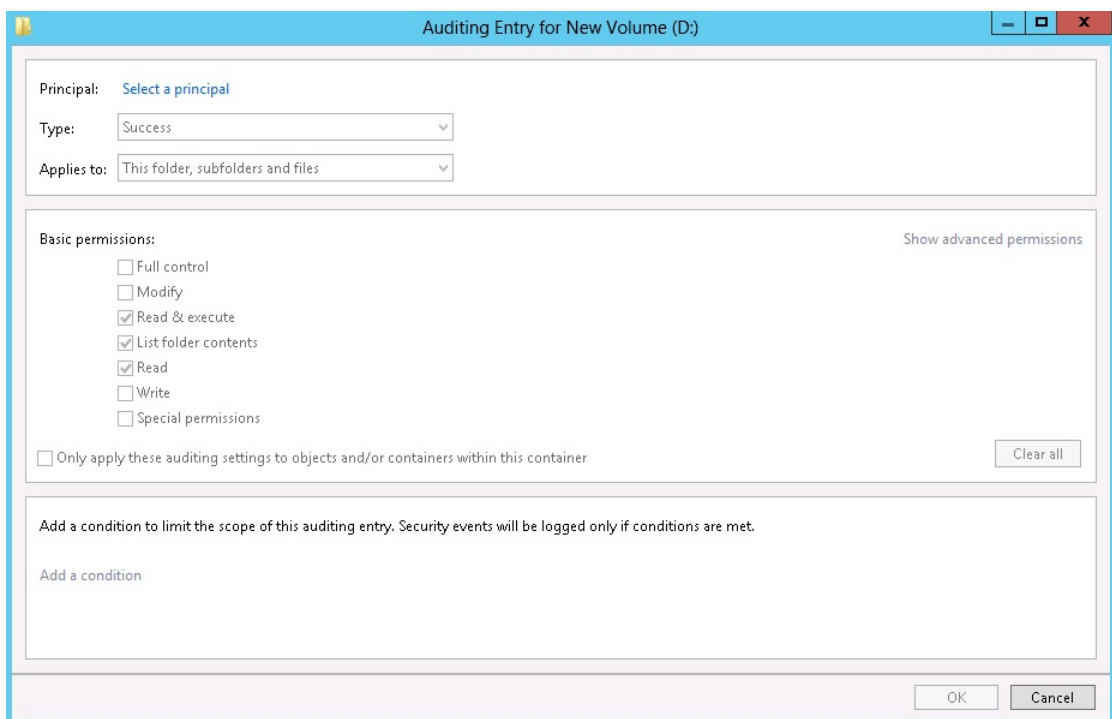 Auditing Entry for New Volume (D:)
Principal: Select a principal
Type: Success
Applies to: This folder, subfolders and files
Basic permissions: Show advanced permissions
Full control
Modify
Read & execute
List folder contents
Read
Write
Special permissions
Only apply these auditing settings to objects and/or containers within this container Clear all
Add a condition to limit the scope of this auditing entry. Security events will be logged only if conditions are met.
Add a condition
OK Cancel